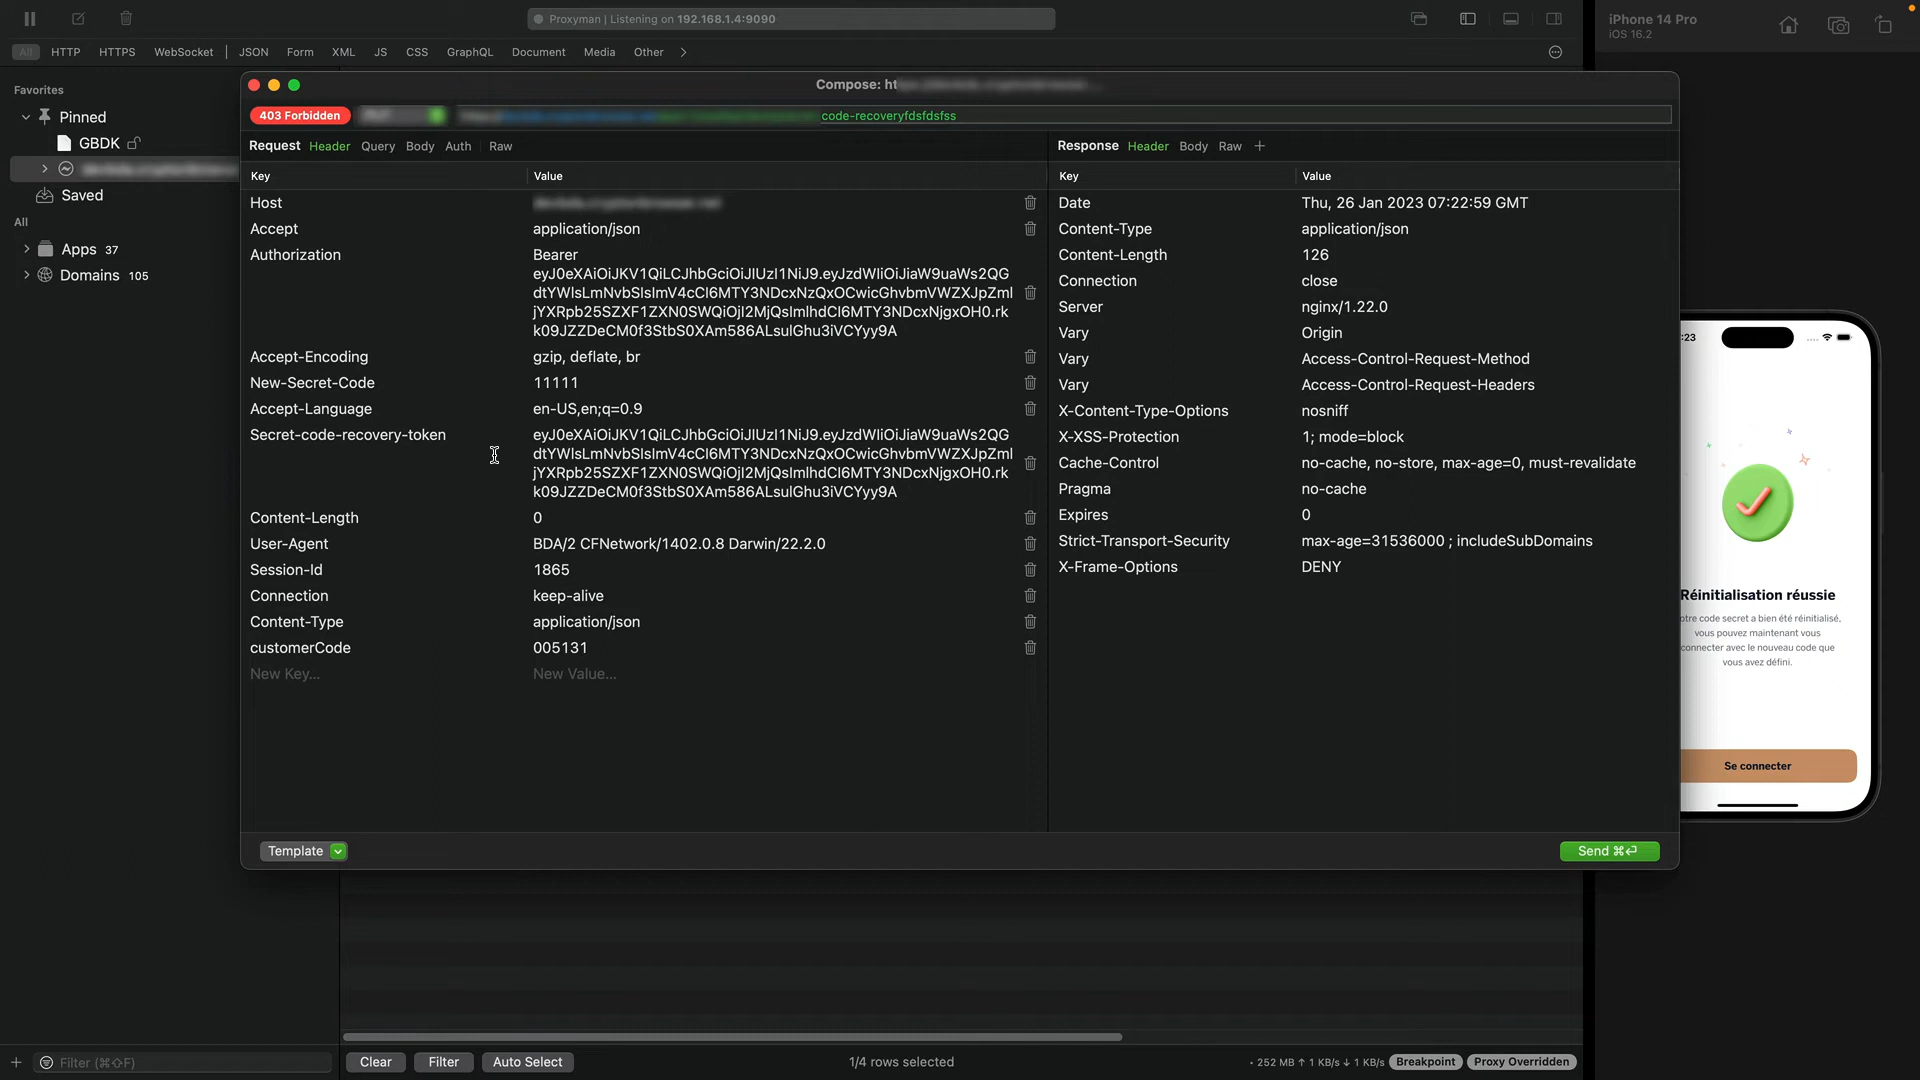 Proxyman | Listening on 192.168.1.4:9090
iPhone 14 Pro
iOS 16.2
All HTTP HTTPS WebSocket JSON Form XML JS CSS GraphQL Document Media Other
Favorites
Pinned
GBDK
Saved
All
Apps 37
Domains 105
Compose: ht
403 Forbidden
code-recoveryfdsfdsfss
Request Header Query Body Auth Raw
Key Value
Host
Accept application/json
Authorization Bearer
eyJ0eXAiOiJKV1QiLCJhbGciOiJIUzI1NiJ9.eyJzdWIiOiJiaW9uaWs2QG
dtYWlsLmNvbSIsImV4cCI6MTY3NDcxNzQxOCwicGhvbmVWZXJpZml
jYXRpb25SZXF1ZXN0SWQiOjI2MjQsImlhdCI6MTY3NDcxNjgxOH0.rk
k09JZZDeCM0f3StbS0XAm586ALsulGhu3iVCYyy9A
Accept-Encoding gzip, deflate, br
New-Secret-Code 11111
Accept-Language en-US,en;q=0.9
Secret-code-recovery-token eyJ0eXAiOiJKV1QiLCJhbGciOiJIUzI1NiJ9.eyJzdWIiOiJiaW9uaWs2QG
dtYWlsLmNvbSIsImV4cCI6MTY3NDcxNzQxOCwicGhvbmVWZXJpZml
jYXRpb25SZXF1ZXN0SWQiOjI2MjQsImlhdCI6MTY3NDcxNjgxOH0.rk
k09JZZDeCM0f3StbS0XAm586ALsulGhu3iVCYyy9A
Content-Length 0
User-Agent BDA/2 CFNetwork/1402.0.8 Darwin/22.2.0
Session-Id 1865
Connection keep-alive
Content-Type application/json
customerCode 005131
New Key... New Value...
Response Header Body Raw
Key Value
Date Thu, 26 Jan 2023 07:22:59 GMT
Content-Type application/json
Content-Length 126
Connection close
Server nginx/1.22.0
Vary Origin
Vary Access-Control-Request-Method
Vary Access-Control-Request-Headers
X-Content-Type-Options nosniff
X-XSS-Protection 1; mode=block
Cache-Control no-cache, no-store, max-age=0, must-revalidate
Pragma no-cache
Expires 0
Strict-Transport-Security max-age=31536000 ; includeSubDomains
X-Frame-Options DENY
Template
Send ⌘↵
:23
Réinitialisation réussie
otre code secret a bien été réinitialisé,
vous pouvez maintenant vous
connecter avec le nouveau code que
vous avez défini.
Se connecter
Filter (⌘⇧F)
Clear Filter Auto Select
1/4 rows selected
• 252 MB ↑ 1 KB/s ↓ 1 KB/s Breakpoint Proxy Overridden